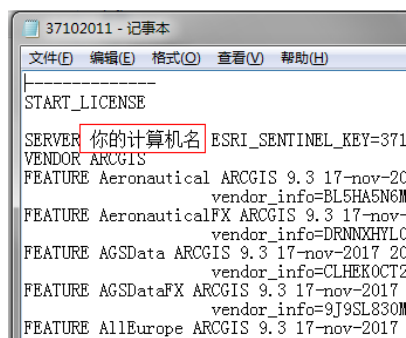 37102011 - 记事本
文件(F) 编辑(E) 格式(O) 查看(V) 帮助(H)
---------------
START_LICENSE
SERVER 你的计算机名 ESRI_SENTINEL_KEY=371
VENDOR ARCGIS
FEATURE Aeronautical ARCGIS 9.3 17-nov-20
vendor_info=BL5HA5N6M
FEATURE AeronauticalFX ARCGIS 9.3 17-nov-
vendor_info=DRNNXHYLC
FEATURE AGSData ARCGIS 9.3 17-nov-2017 20
vendor_info=CLHEK0CTZ
FEATURE AGSDataFX ARCGIS 9.3 17-nov-2017
vendor_info=9J9SL830M
FEATURE AllEurope ARCGIS 9.3 17-nov-2017